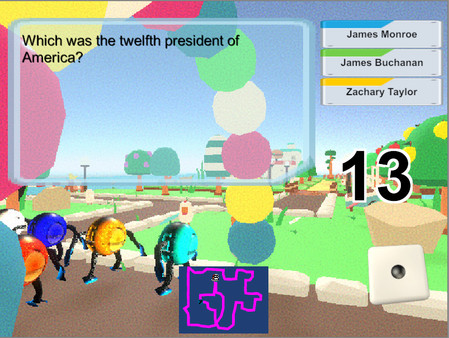 Which was the twelfth president of
America?
James Monroe
James Buchanan
Zachary Taylor
13